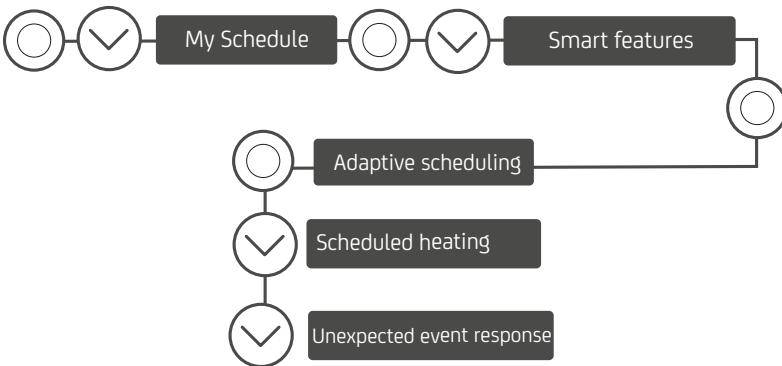 My Schedule
Smart features
Adaptive scheduling
Scheduled heating
Unexpected event response